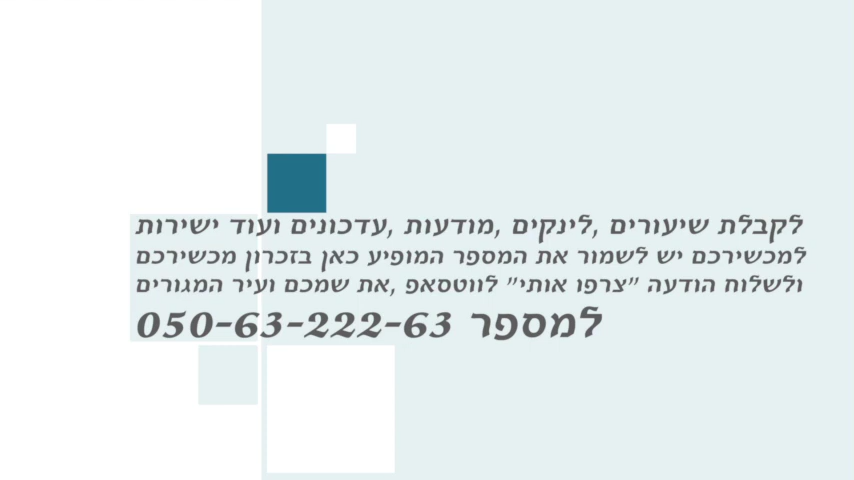 לקבלת שיעורים, לינקים, מודעות, עדכונים ועוד ישירות
למכשירכם יש לשמור את המספר המופיע כאן בזכרון מכשירכם
ולשלוח הודעה "צרפו אותי" לווטסאפ, את שמכם ועיר המגורים
למספר 050-63-222-63